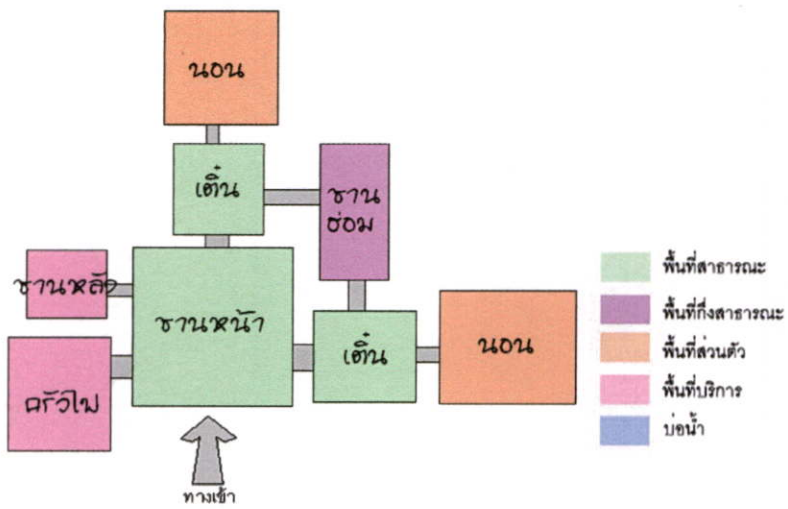 นอน
เติ๋น
ชาน
ฮ่อม
ชานหลัง
ชานหน้า
เติ๋น
นอน
ครัวไฟ
ทางเข้า
พื้นที่สาธารณะ
พื้นที่กึ่งสาธารณะ
พื้นที่ส่วนตัว
พื้นที่บริการ
บ่อน้ำ